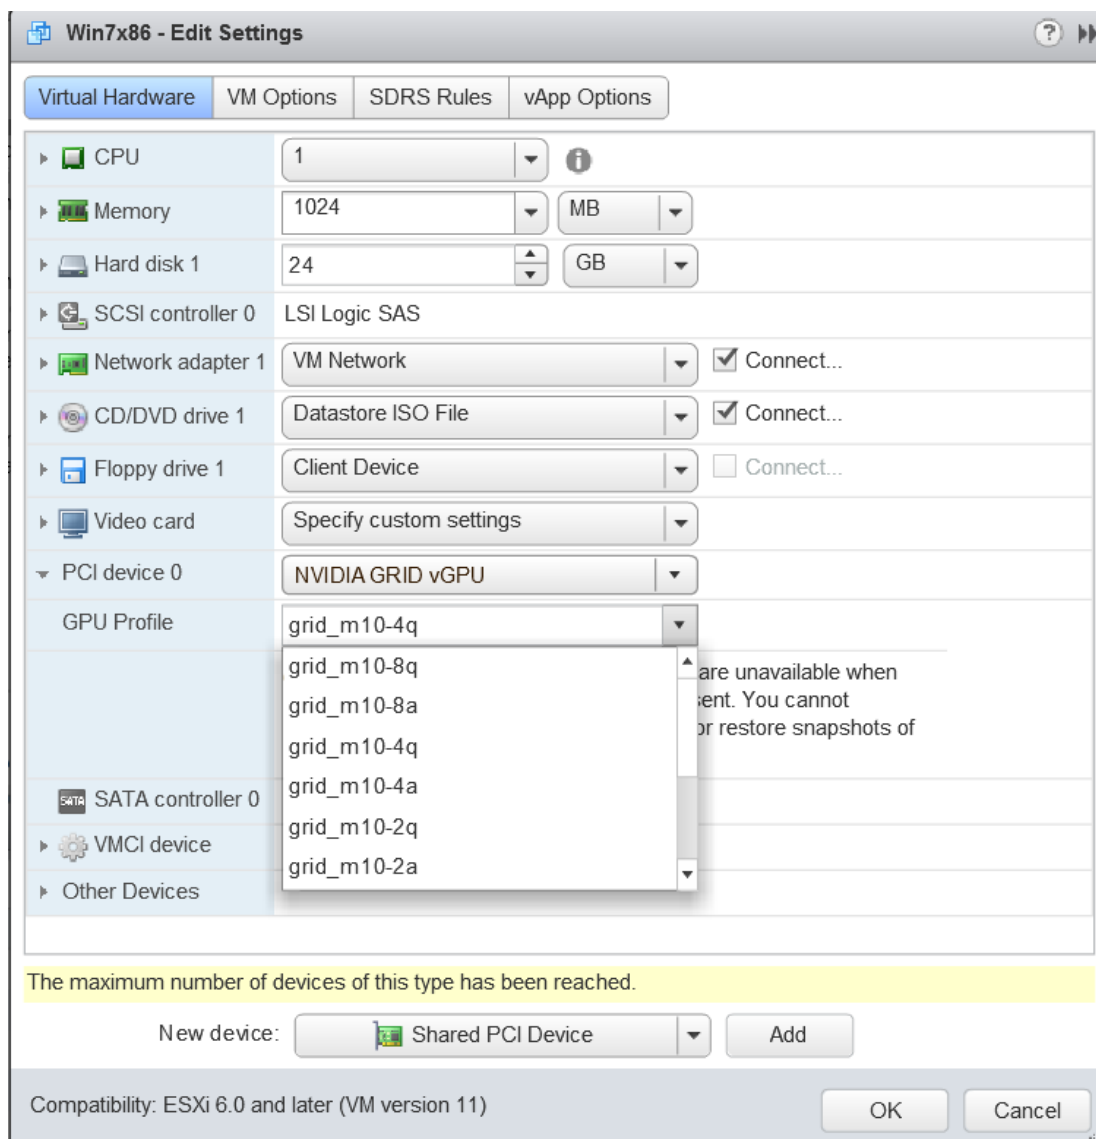 Win7x86 - Edit Settings
?
Virtual Hardware
VM Options
SDRS Rules
vApp Options
CPU
1
Memory
1024
MB
Hard disk 1
24
GB
SCSI controller 0
LSI Logic SAS
Network adapter 1
VM Network
Connect...
CD/DVD drive 1
Datastore ISO File
Connect...
Floppy drive 1
Client Device
Connect...
Video card
Specify custom settings
PCI device 0
NVIDIA GRID vGPU
GPU Profile
grid_m10-4q
grid_m10-8q
are unavailable when
grid_m10-8a
ent. You cannot
or restore snapshots of
grid_m10-4q
grid_m10-4a
grid_m10-2q
grid_m10-2a
SATA
SATA controller 0
VMCI device
Other Devices
The maximum number of devices of this type has been reached.
New device:
Shared PCI Device
Add
Compatibility: ESXi 6.0 and later (VM version 11)
OK
Cancel